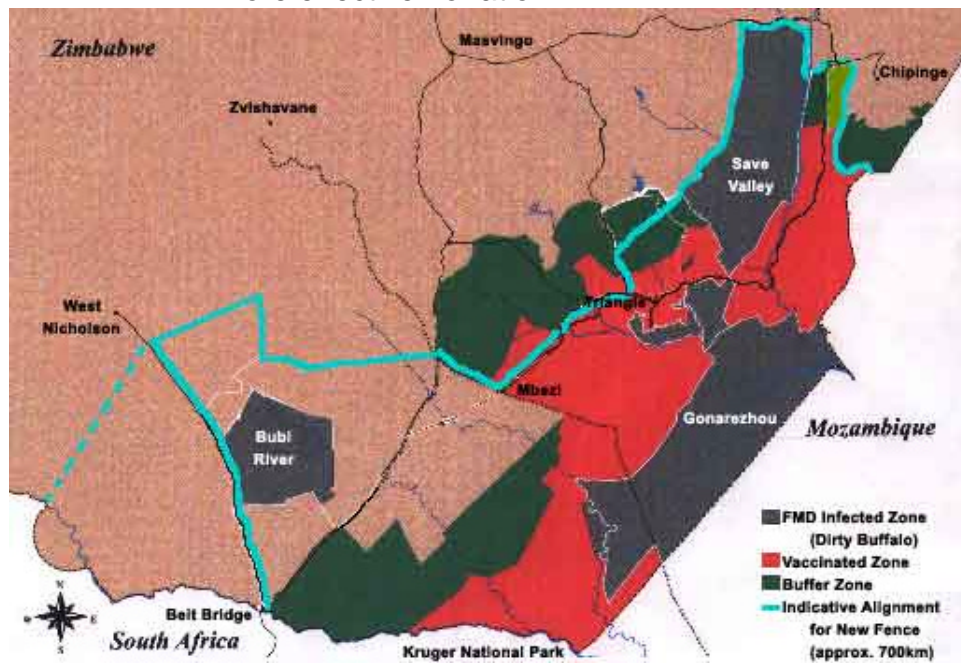 Zimbabwe
Masvingo
Chipinge
Zvishavane
Save
Valley
West
Nicholson
Triangle
Mbezi
Gonarezhou
Bubi
River
Mozambique
FMD Infected Zone
(Dirty Buffalo)
Vaccinated Zone
Buffer Zone
Indicative Alignment
for New Fence
(approx. 700km)
N
E
S
Beit Bridge
South Africa
Kruger National Park